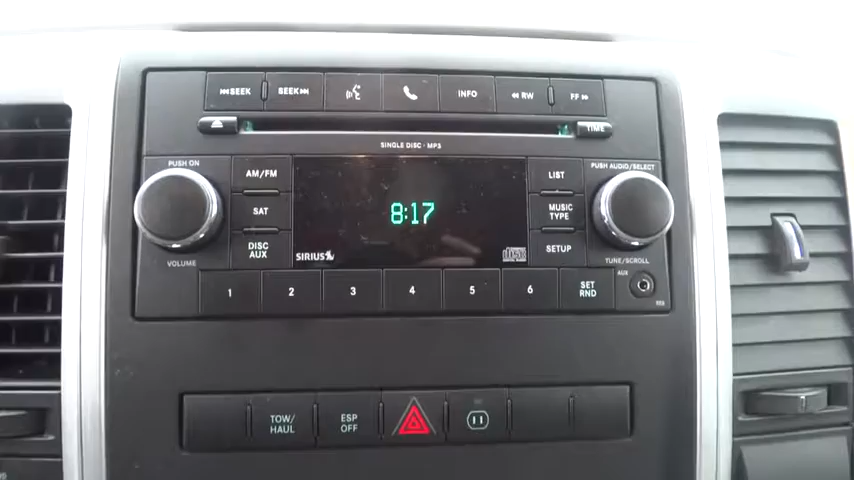 SEEK SEEK INFO RW FF
TIME
SINGLE DISC · MP3
PUSH ON AM/FM LIST PUSH AUDIO/SELECT
SAT 8:17 MUSIC TYPE
DISC AUX SIRIUS SETUP
VOLUME TUNE/SCROLL
1 2 3 4 5 6 SET RND AUX
TOW/HAUL ESP OFF